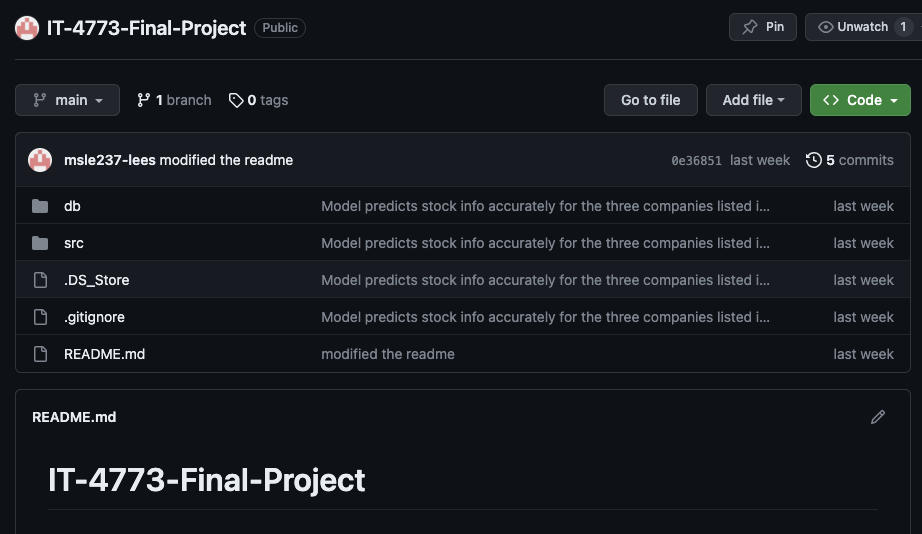 IT-4773-Final-Project Public Pin Unwatch 1
main 1 branch 0 tags Go to file Add file Code
msle237-lees modified the readme 0e36851 last week 5 commits
db Model predicts stock info accurately for the three companies listed i... last week
src Model predicts stock info accurately for the three companies listed i... last week
.DS_Store Model predicts stock info accurately for the three companies listed i... last week
.gitignore Model predicts stock info accurately for the three companies listed i... last week
README.md modified the readme last week
README.md
IT-4773-Final-Project